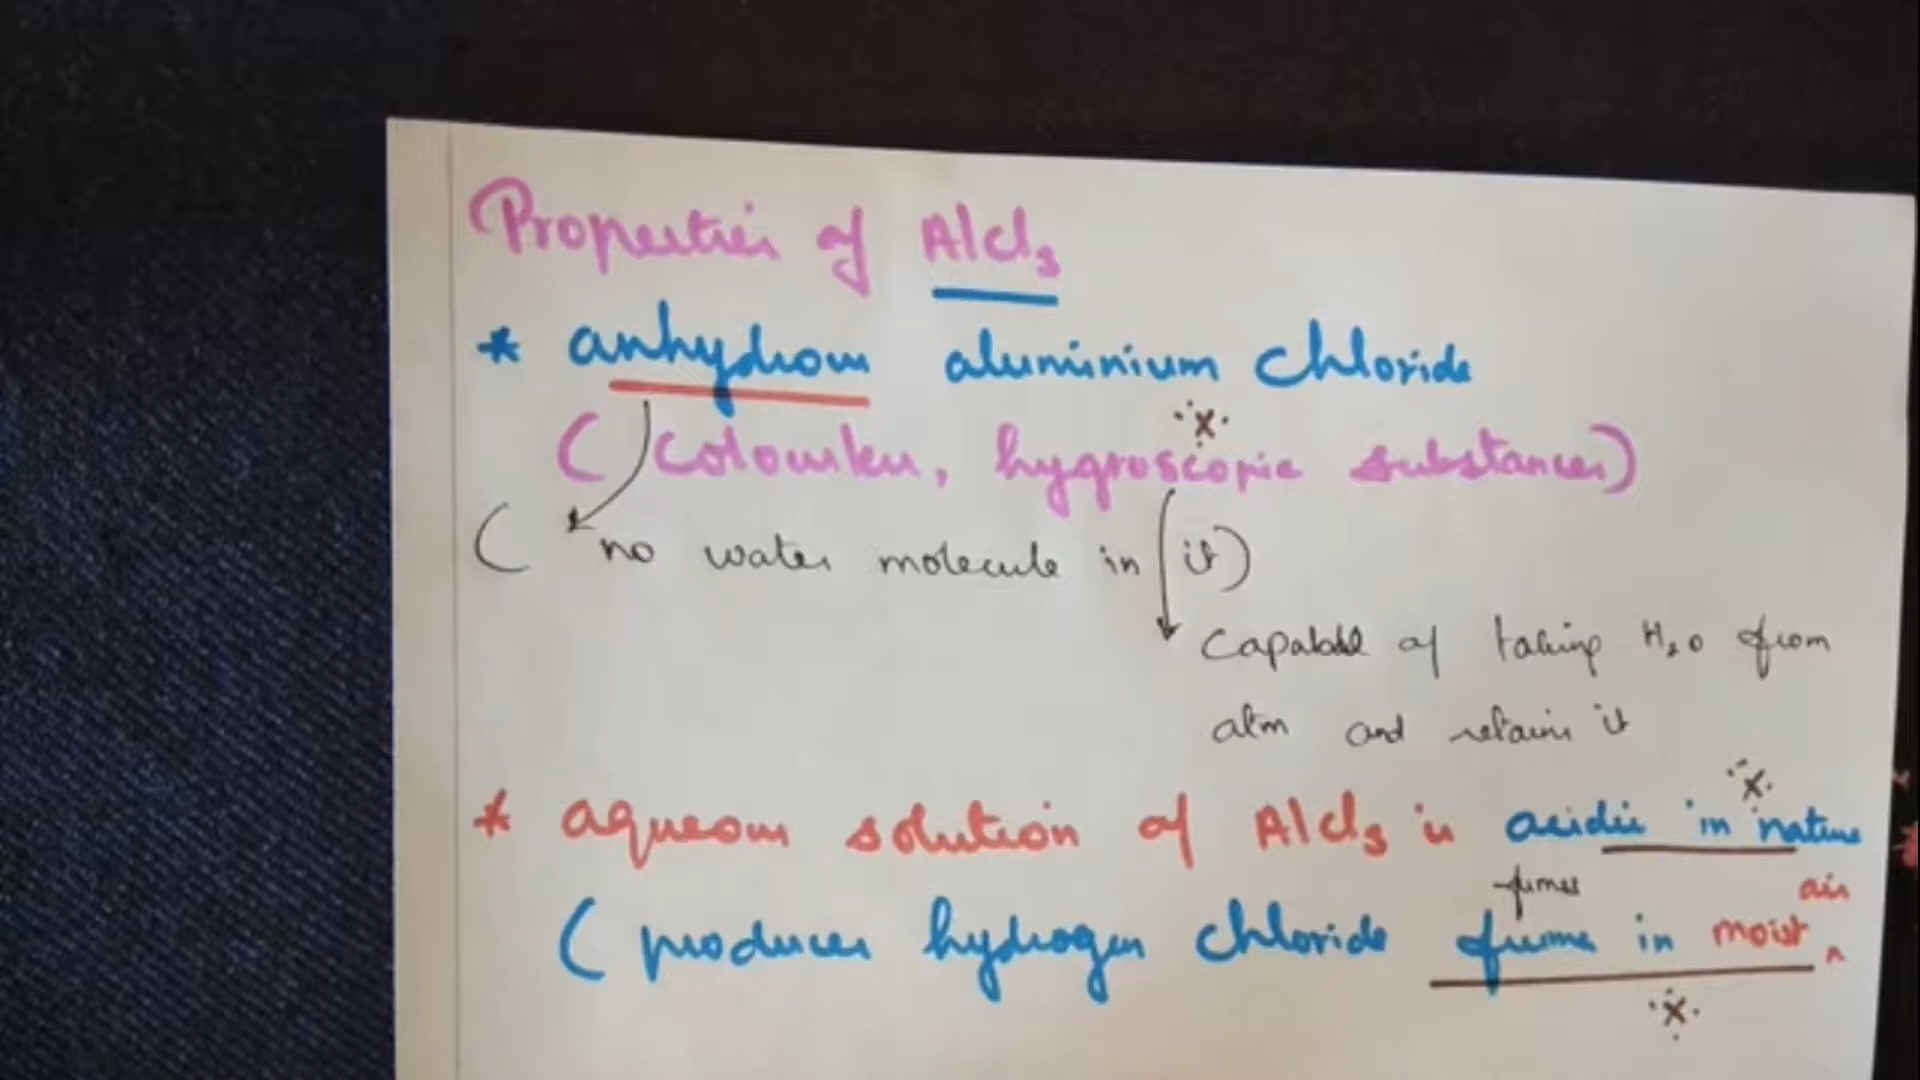 Properties of AlCl₃
* anhydrous aluminium chloride
(colourless, hygroscopic substances)
(no water molecule in it)
Capable of taking H₂O from
atm and retains it
* aqueous solution of AlCl₃ is acidic in nature
fumes air
(produces hydrogen chloride fums in moist ^